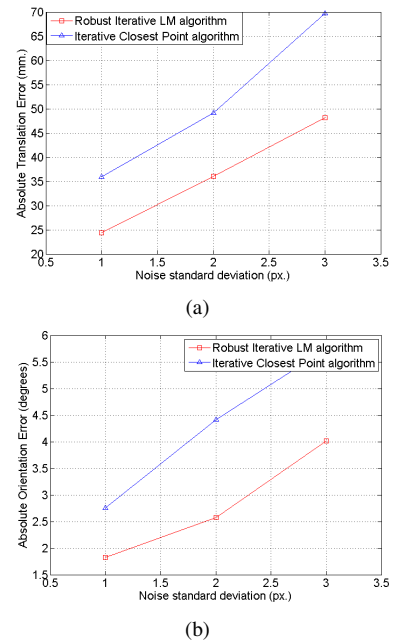 70
65
60
55
50
45
40
35
30
25
20
Absolute Translation Error (mm.)
Robust Iterative LM algorithm
Iterative Closest Point algorithm
0.5 1 1.5 2 2.5 3 3.5
Noise standard deviation (px.)
(a)
6
5.5
5
4.5
4
3.5
3
2.5
2
1.5
Absolute Orientation Error (degrees)
Robust Iterative LM algorithm
Iterative Closest Point algorithm
0.5 1 1.5 2 2.5 3 3.5
Noise standard deviation (px.)
(b)